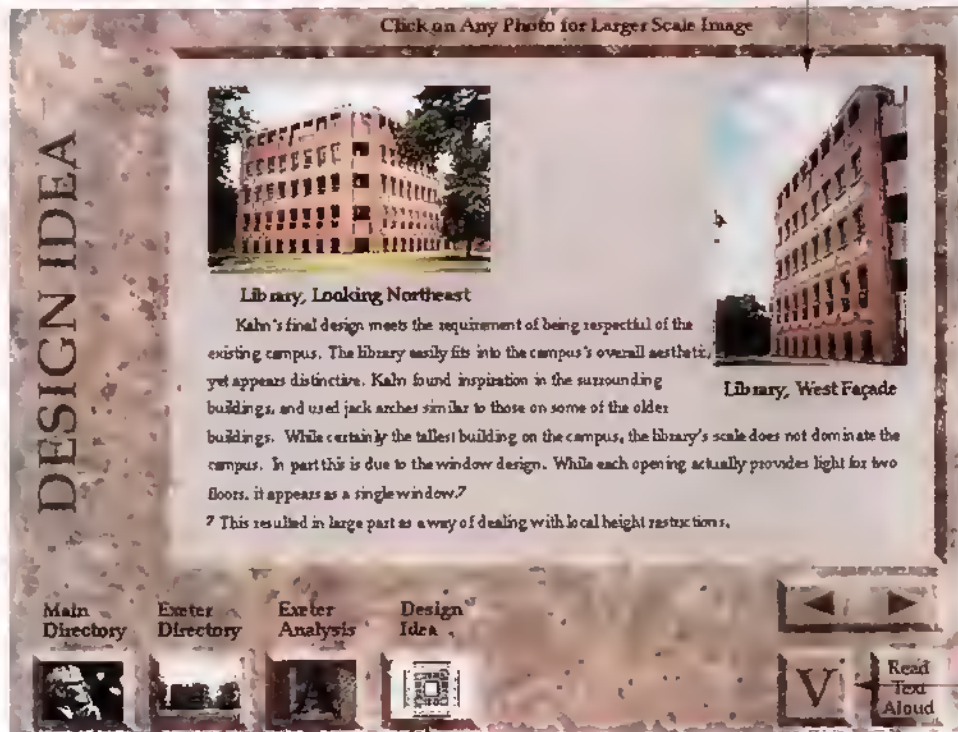 Click on Any Photo for Larger Scale Image
DESIGN IDEA
Library, Looking Northeast
Library, West Façade
Kahn's final design meets the requirement of being respectful of the
existing campus. The library easily fits into the campus's overall aesthetic,
yet appears distinctive. Kahn found inspiration in the surrounding
buildings, and used jack arches similar to those on some of the older
buildings. While certainly the tallest building on the campus, the library's scale does not dominate the
campus. In part this is due to the window design. While each opening actually provides light for two
floors, it appears as a single window.7
7 This resulted in large part as a way of dealing with local height restrictions.
Main
Directory
Exeter
Directory
Exeter
Analysis
Design
Idea
V
Read
Text
Aloud